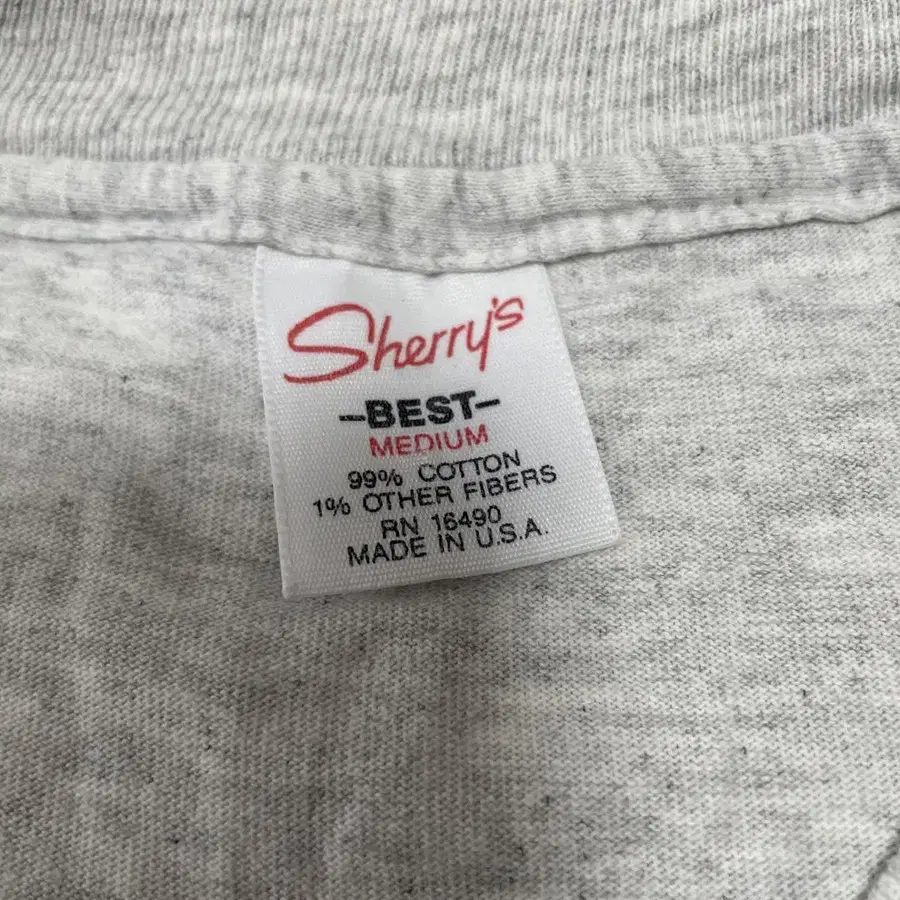 Sherry's
-BEST-
MEDIUM
99% COTTON
1% OTHER FIBERS
RN 16490
MADE IN U.S.A.